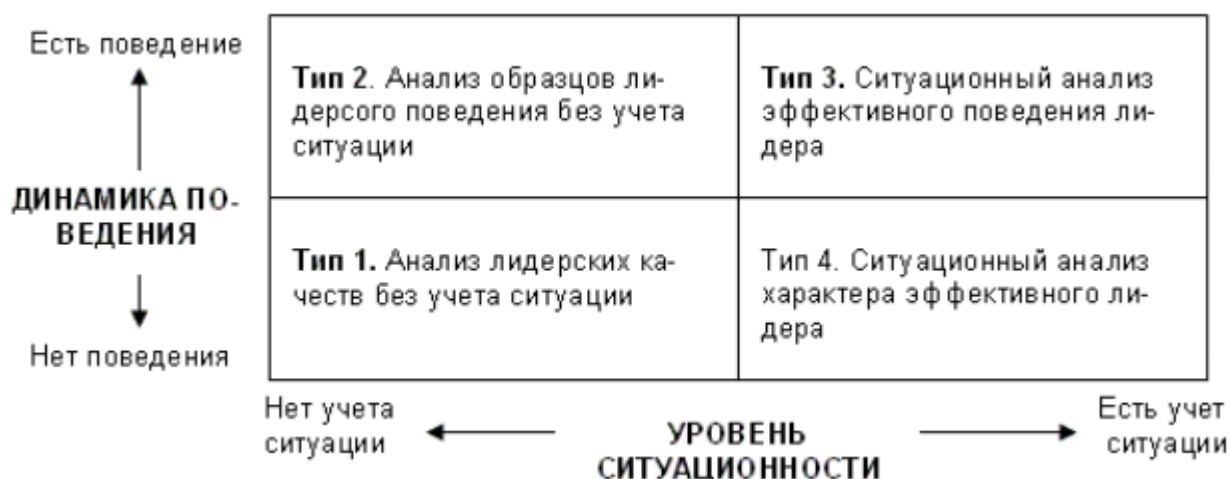 Есть поведение
ДИНАМИКА ПО-
ВЕДЕНИЯ
Нет поведения
Тип 2. Анализ образцов ли-
дерсого поведения без учета
ситуации
Тип 3. Ситуационный анализ
эффективного поведения ли-
дера
Тип 1. Анализ лидерских ка-
честв без учета ситуации
Тип 4. Ситуационный анализ
характера эффективного ли-
дера
Нет учета
ситуации
УРОВЕНЬ
СИТУАЦИОННОСТИ
Есть учет
ситуации